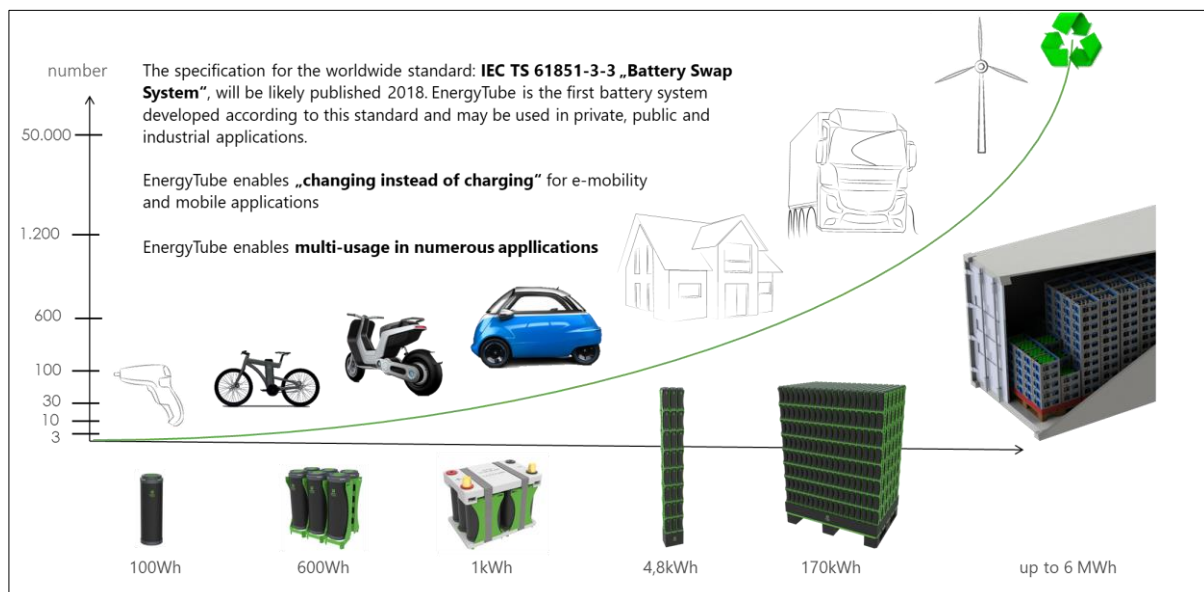 number
The specification for the worldwide standard: IEC TS 61851-3-3 „Battery Swap
System“, will be likely published 2018. EnergyTube is the first battery system
developed according to this standard and may be used in private, public and
industrial applications.
EnergyTube enables „changing instead of charging“ for e-mobility
and mobile applications
EnergyTube enables multi-usage in numerous appllications
50.000
1.200
600
100
30
10
3
100Wh
600Wh
1kWh
4,8kWh
170kWh
up to 6 MWh